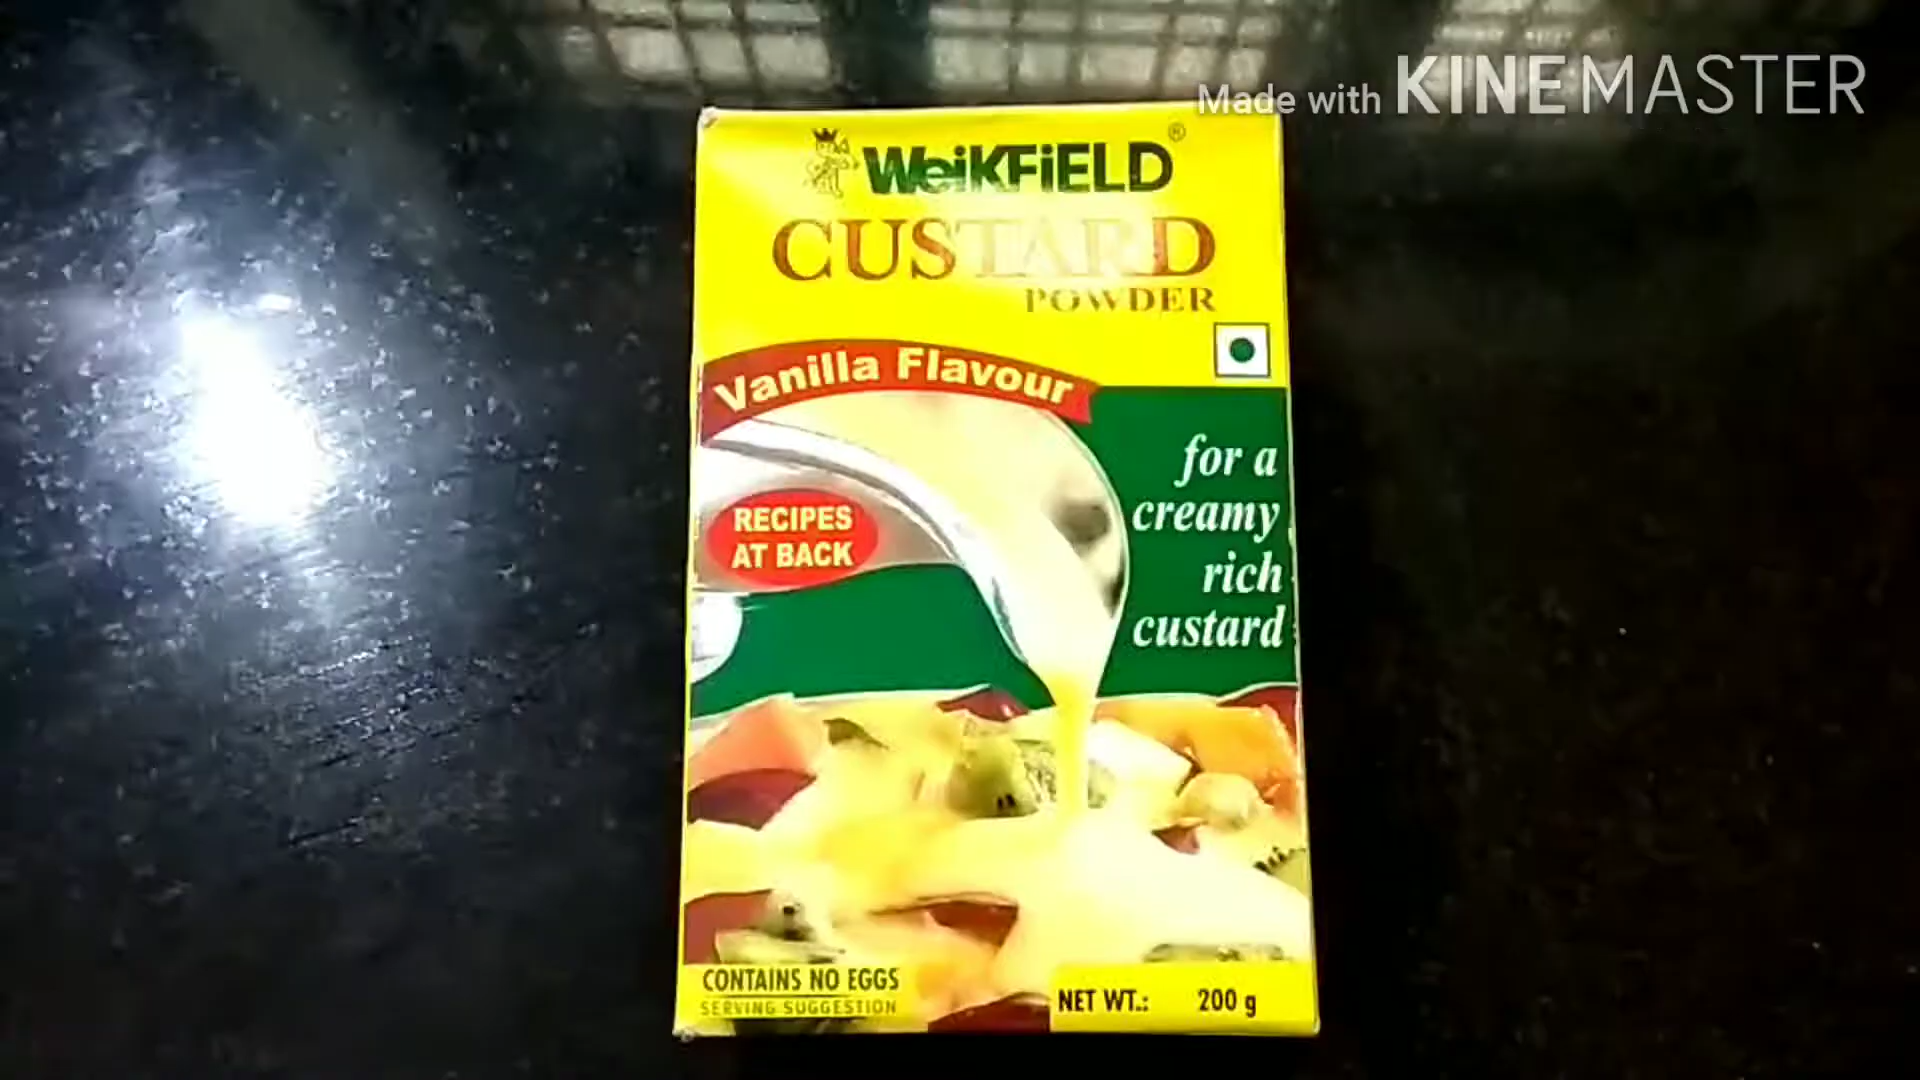 Made with KINEMASTER
WeiKFiELD®
CUSTARD
POWDER
Vanilla Flavour
for a
creamy
rich
custard
RECIPES
AT BACK
CONTAINS NO EGGS
SERVING SUGGESTION
NET WT.: 200 g